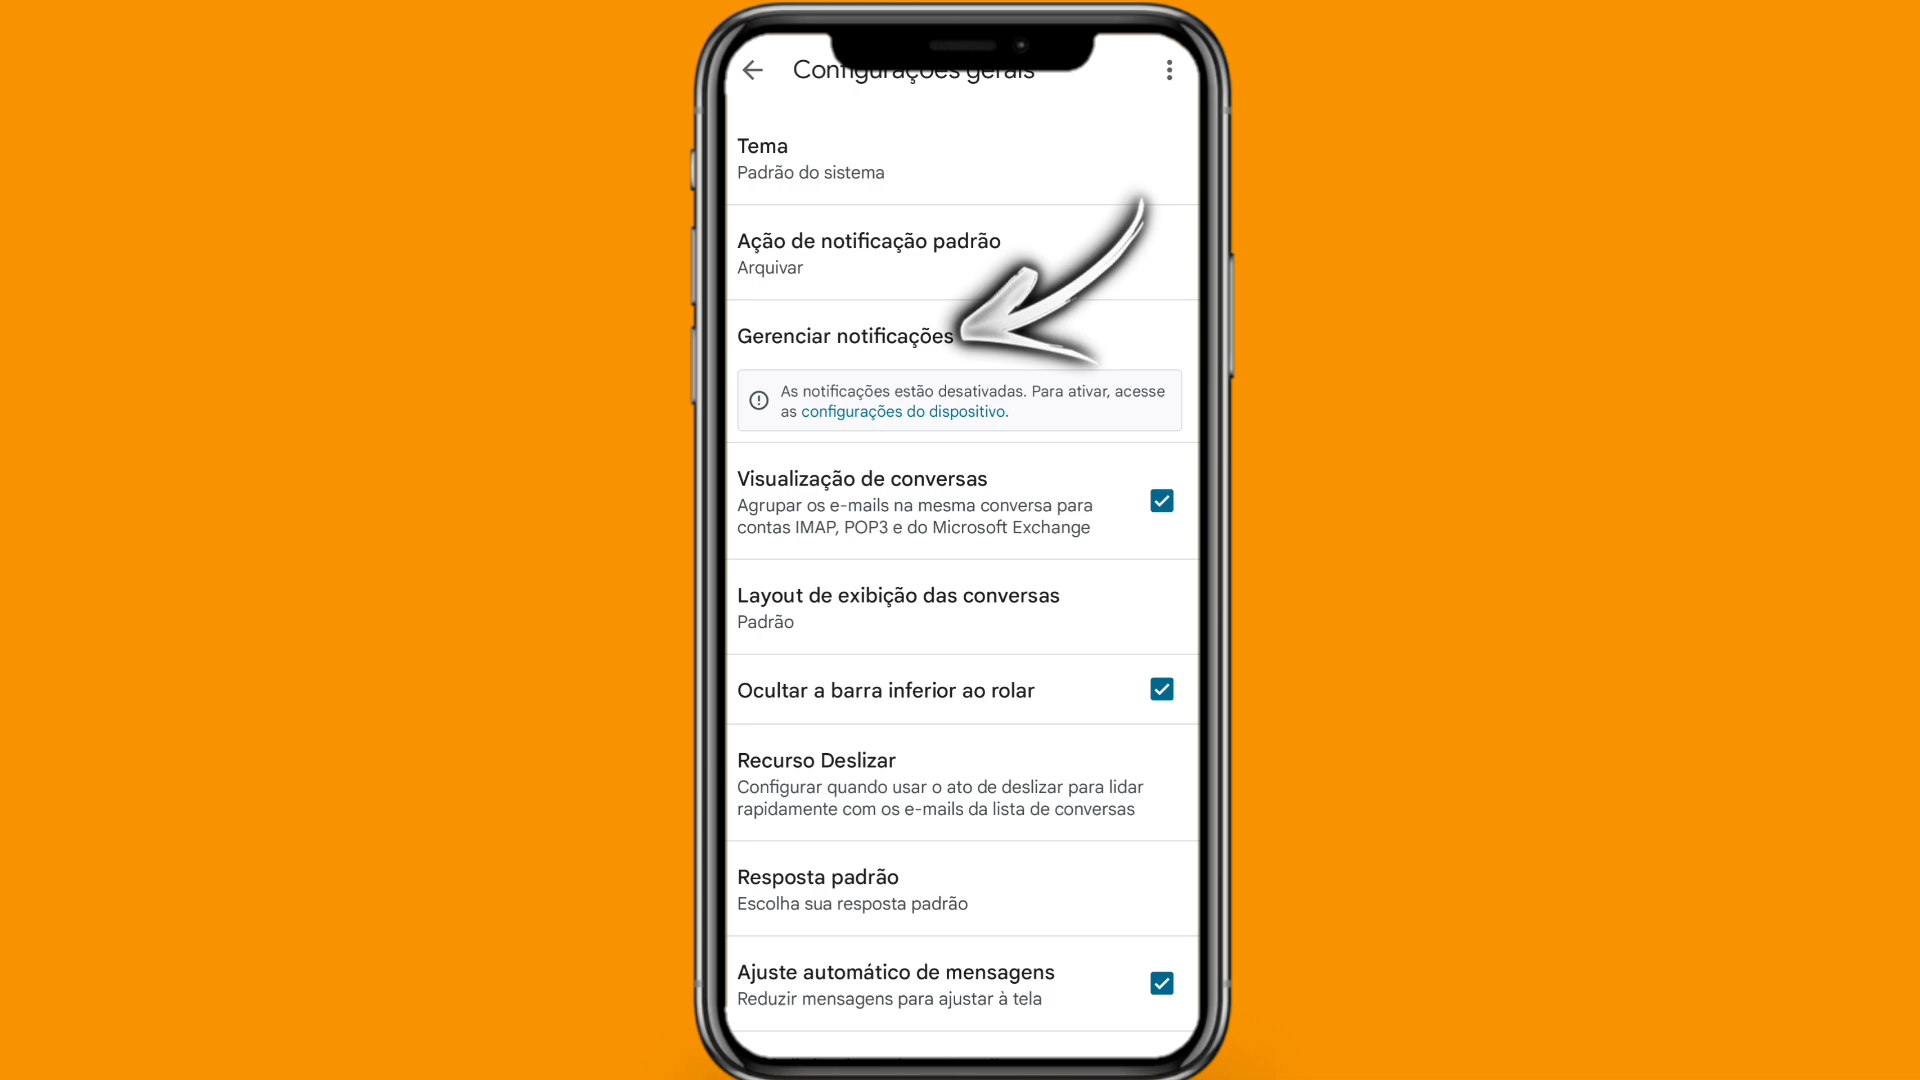 Configurações gerais
Tema
Padrão do sistema
Ação de notificação padrão
Arquivar
Gerenciar notificações
As notificações estão desativadas. Para ativar, acesse
as configurações do dispositivo.
Visualização de conversas
Agrupar os e-mails na mesma conversa para
contas IMAP, POP3 e do Microsoft Exchange
Layout de exibição das conversas
Padrão
Ocultar a barra inferior ao rolar
Recurso Deslizar
Configurar quando usar o ato de deslizar para lidar
rapidamente com os e-mails da lista de conversas
Resposta padrão
Escolha sua resposta padrão
Ajuste automático de mensagens
Reduzir mensagens para ajustar à tela